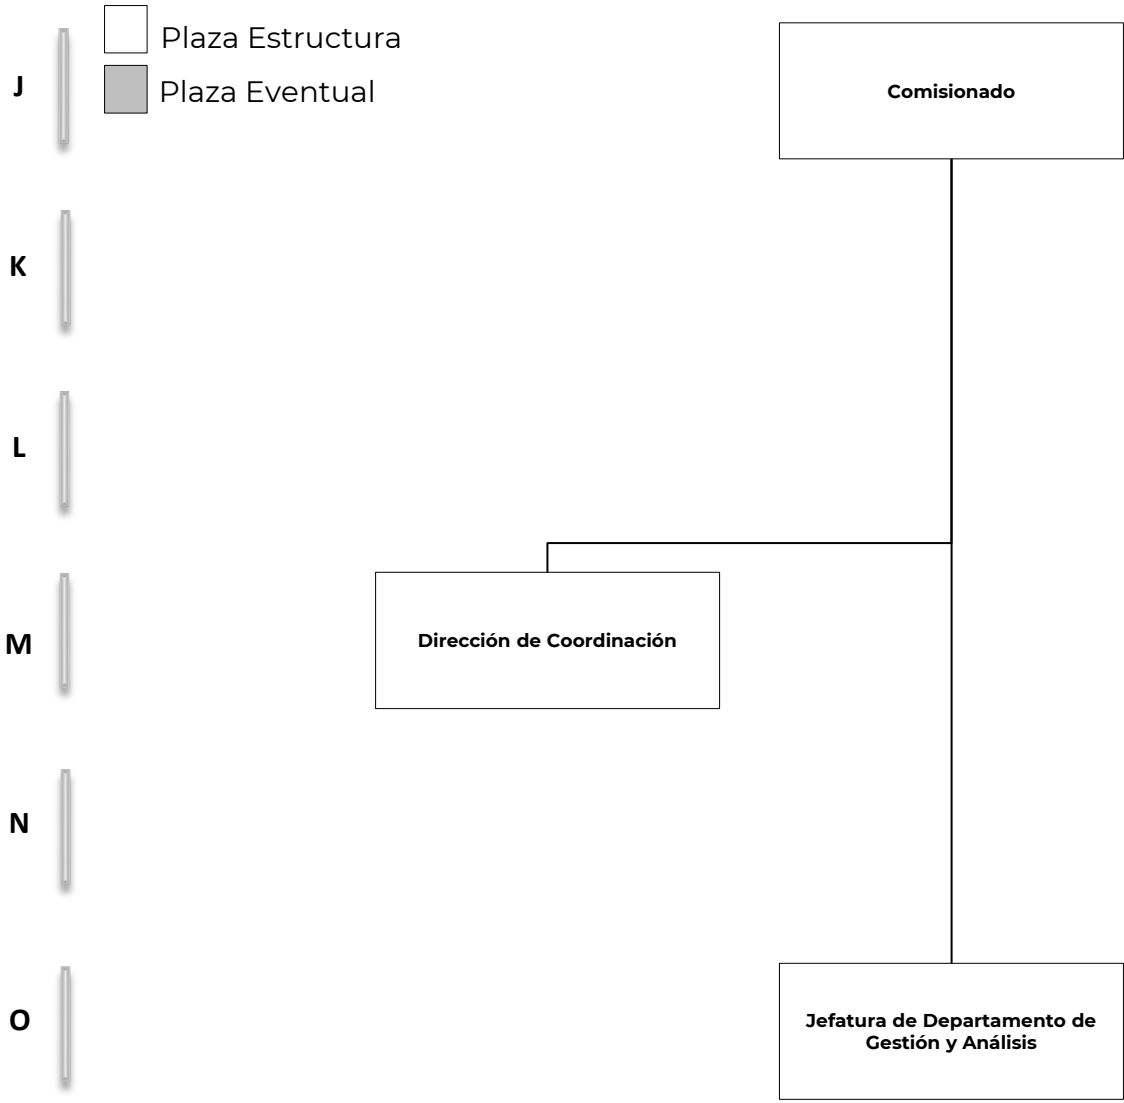 Plaza Estructura
J
Plaza Eventual
Comisionado
K
L
M
Dirección de Coordinación
N
O
Jefatura de Departamento de
Gestión y Análisis